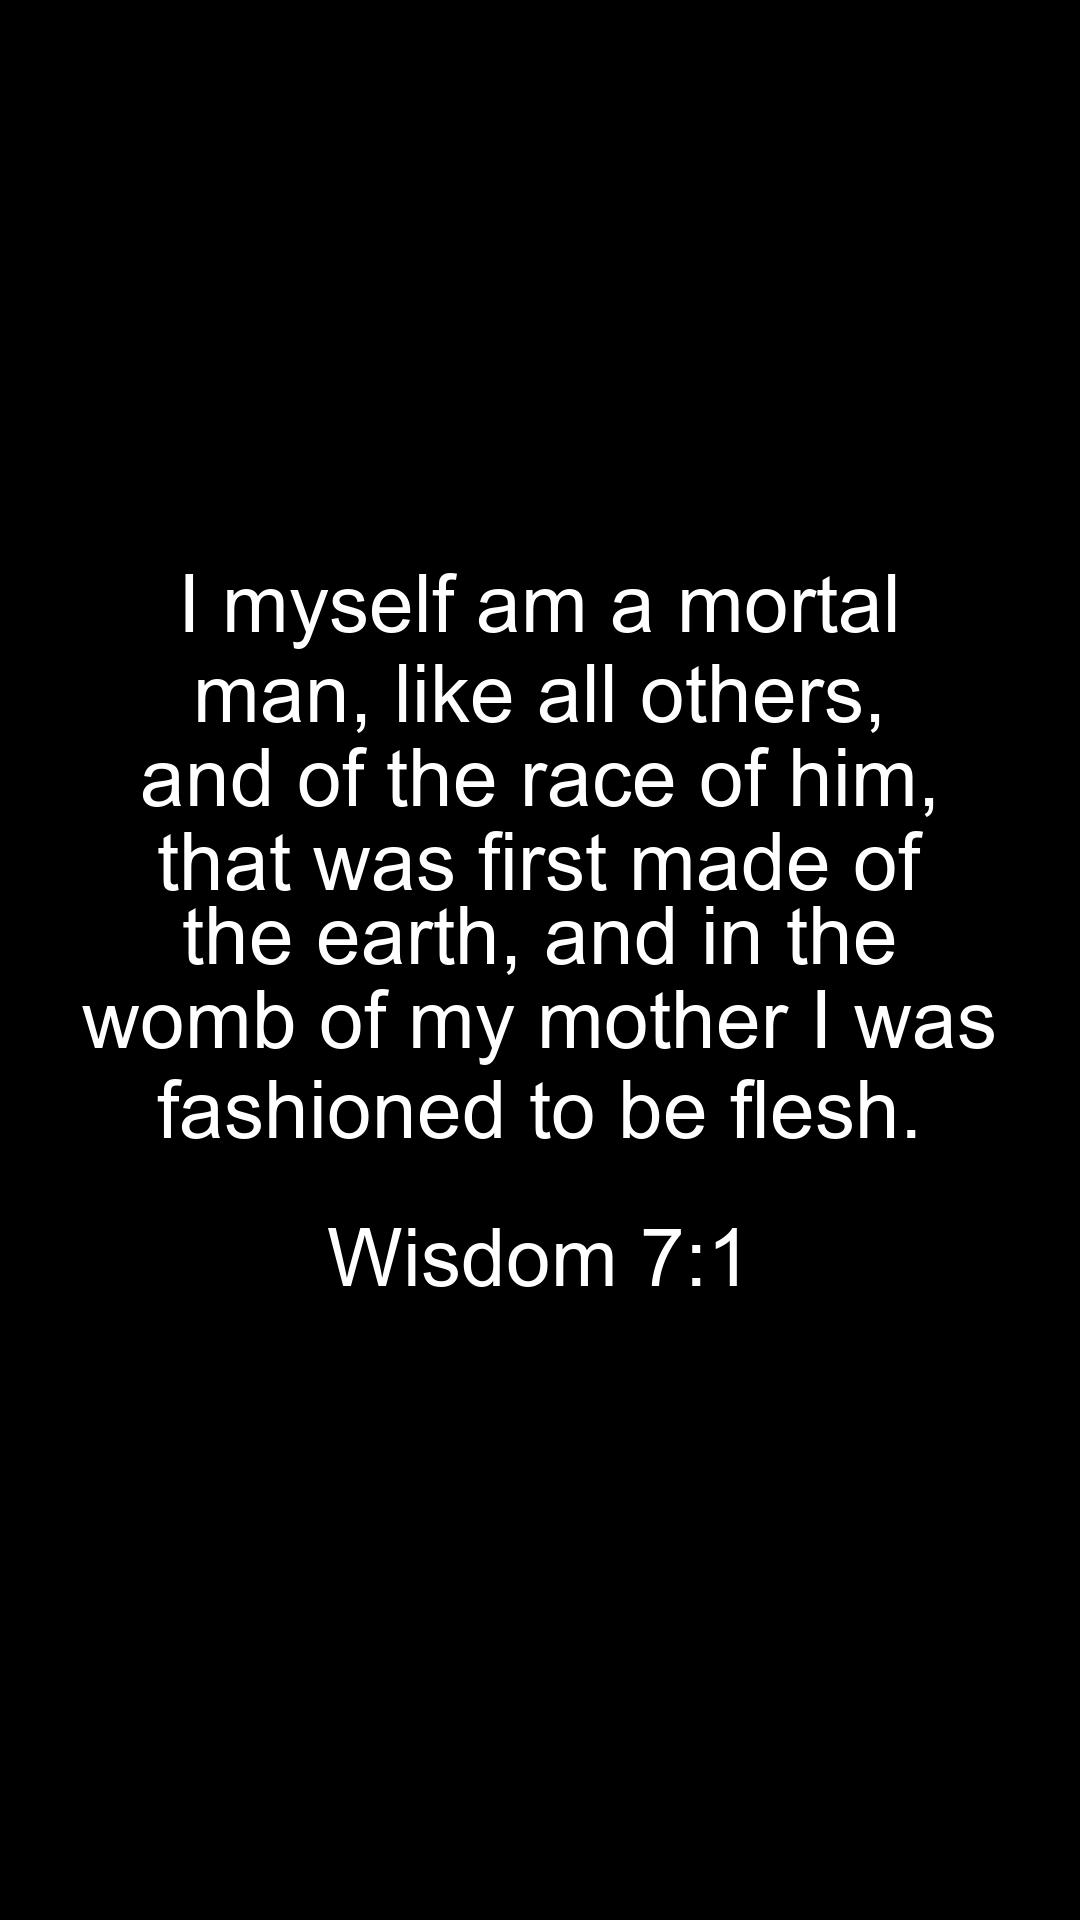 I myself am a mortal
man, like all others,
and of the race of him,
that was first made of
the earth, and in the
womb of my mother I was
fashioned to be flesh.
Wisdom 7:1